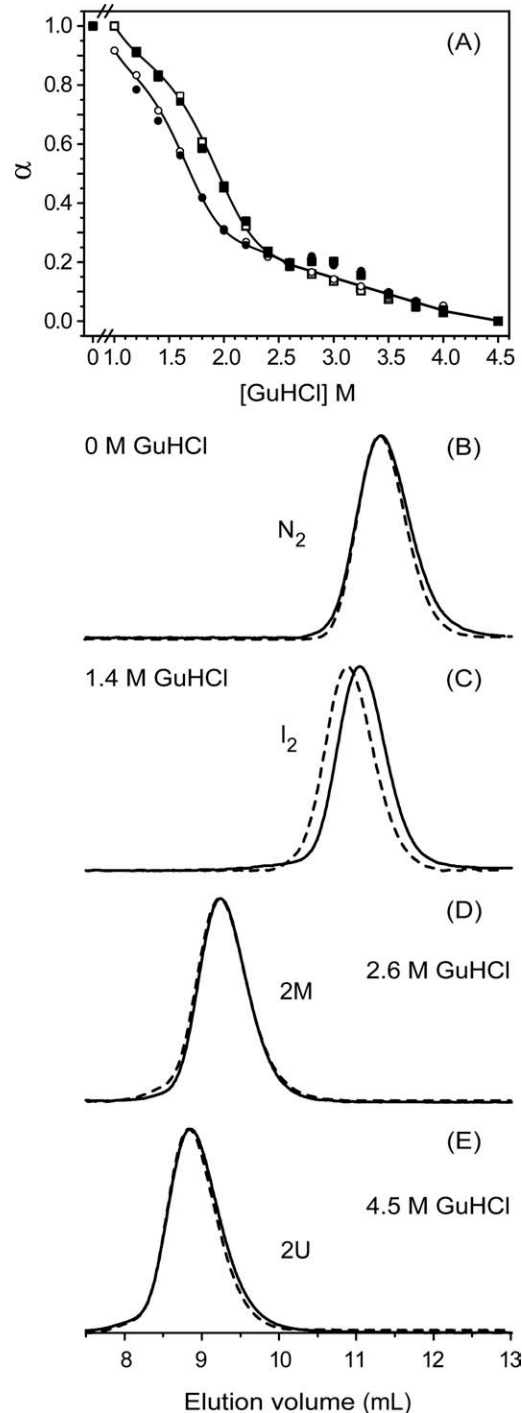 (A)
1.0
0.8
0.6
0.4
0.2
0.0
α
0 1.0 1.5 2.0 2.5 3.0 3.5 4.0 4.5
[GuHCl] M
0 M GuHCl (B)
N₂
1.4 M GuHCl (C)
I₂
(D)
2.6 M GuHCl
2M
(E)
4.5 M GuHCl
2U
8 9 10 11 12 13
Elution volume (mL)